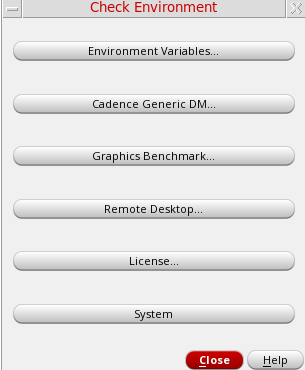 Check Environment
Environment Variables...
Cadence Generic DM...
Graphics Benchmark...
Remote Desktop...
License...
System
Close Help